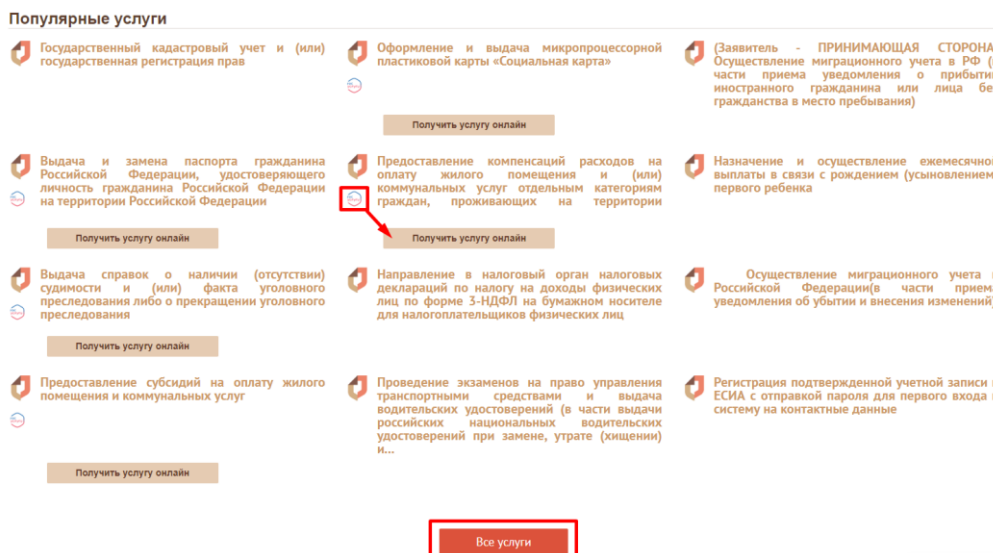 Популярные услуги
Государственный кадастровый учет и (или)
государственная регистрация прав
Оформление и выдача микропроцессорной
пластиковой карты «Социальная карта»
Получить услугу онлайн
(Заявитель - ПРИНИМАЮЩАЯ СТОРОНА
Осуществление миграционного учета в РФ (
части приема уведомления о прибыти
иностранного гражданина или лица бе
гражданства в место пребывания)
Выдача и замена паспорта гражданина
Российской Федерации, удостоверяющего
личность гражданина Российской Федерации
на территории Российской Федерации
Получить услугу онлайн
Предоставление компенсаций расходов на
оплату жилого помещения и (или)
коммунальных услуг отдельным категориям
граждан, проживающих на территории
Получить услугу онлайн
Назначение и осуществление ежемесячно
выплаты в связи с рождением (усыновлением
первого ребенка
Выдача справок о наличии (отсутствии)
судимости и (или) факта уголовного
преследования либо о прекращении уголовного
преследования
Получить услугу онлайн
Направление в налоговый орган налоговых
деклараций по налогу на доходы физических
лиц по форме 3-НДФЛ на бумажном носителе
для налогоплательщиков физических лиц
Осуществление миграционного учета
Российской Федерации(в части прием
уведомления об убытии и внесения изменений)
Предоставление субсидий на оплату жилого
помещения и коммунальных услуг
Получить услугу онлайн
Проведение экзаменов на право управления
транспортными средствами и выдача
водительских удостоверений (в части выдачи
российских национальных водительских
удостоверений при замене, утрате (хищении)
и...
Регистрация подтвержденной учетной записи
ЕСИА с отправкой пароля для первого входа
систему на контактные данные
Все услуги